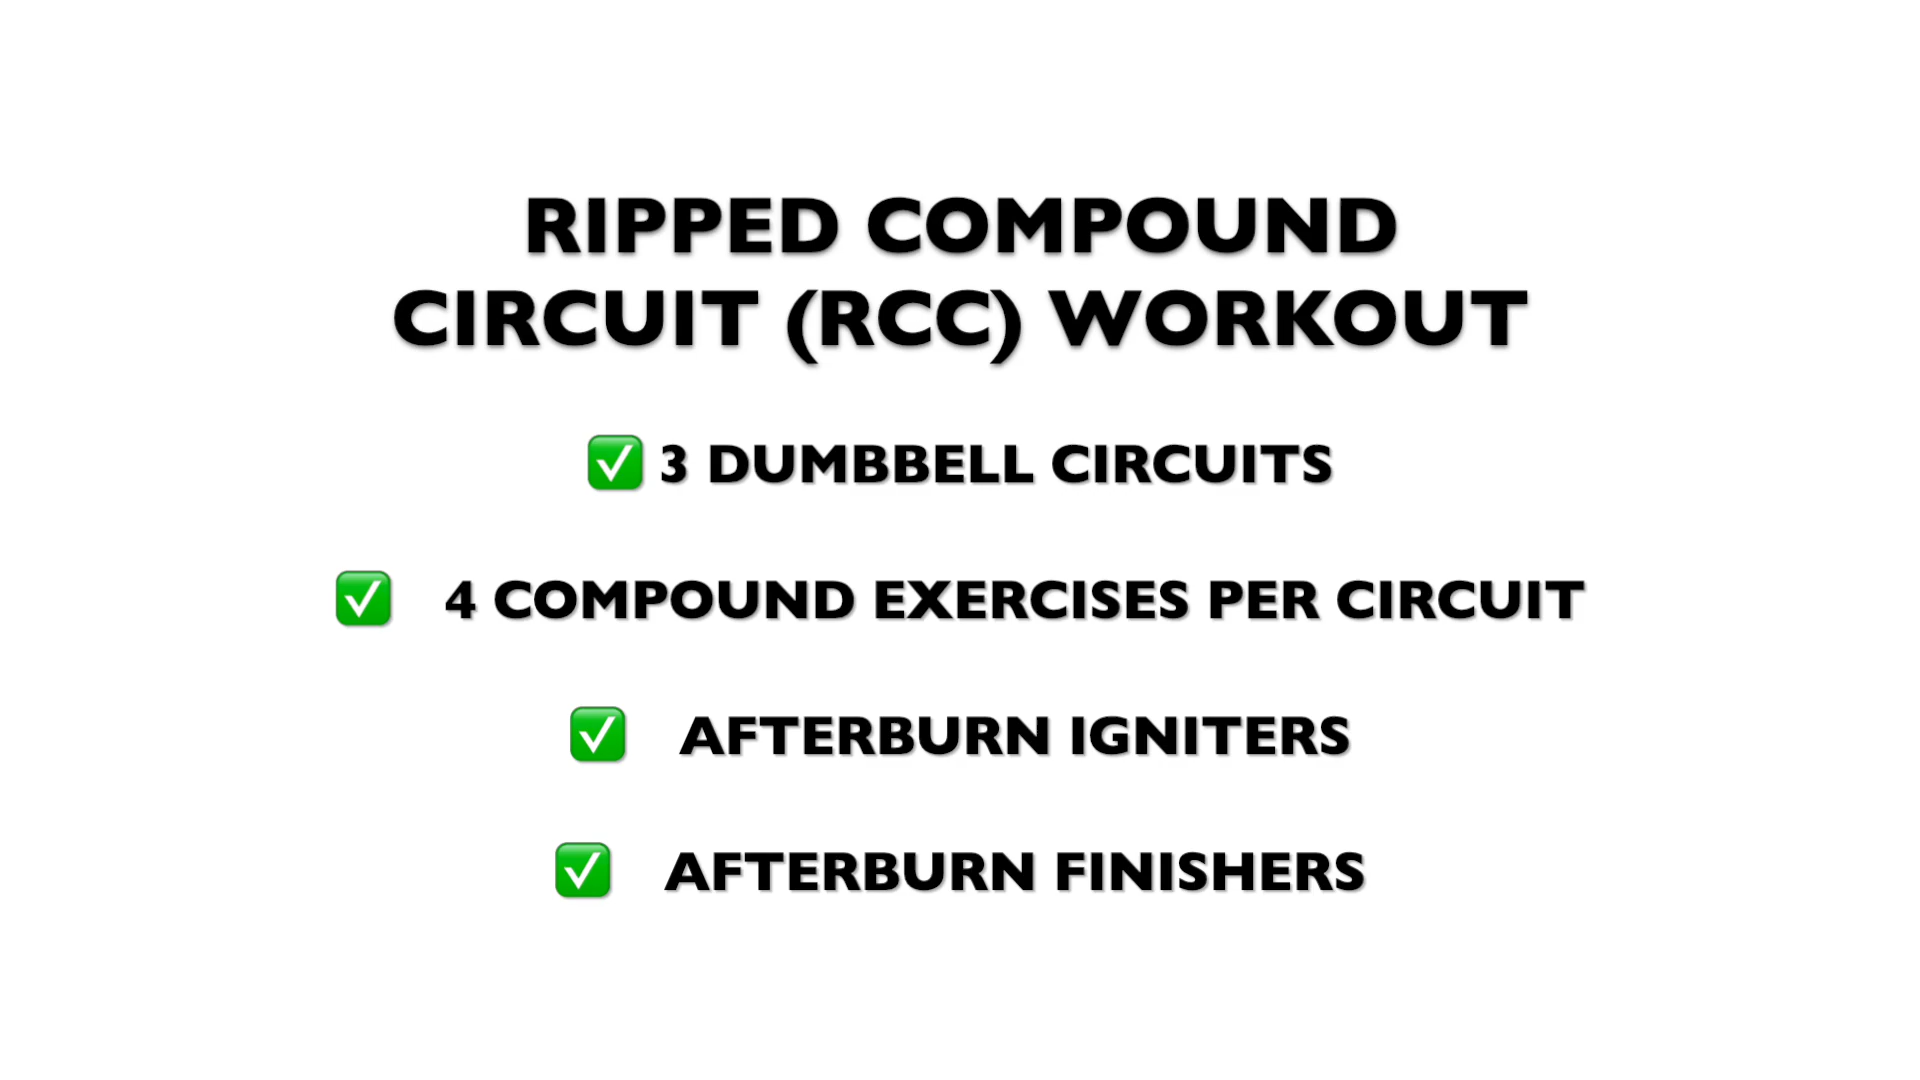 RIPPED COMPOUND
CIRCUIT (RCC) WORKOUT
✅ 3 DUMBBELL CIRCUITS
✅ 4 COMPOUND EXERCISES PER CIRCUIT
✅ AFTERBURN IGNITERS
✅ AFTERBURN FINISHERS